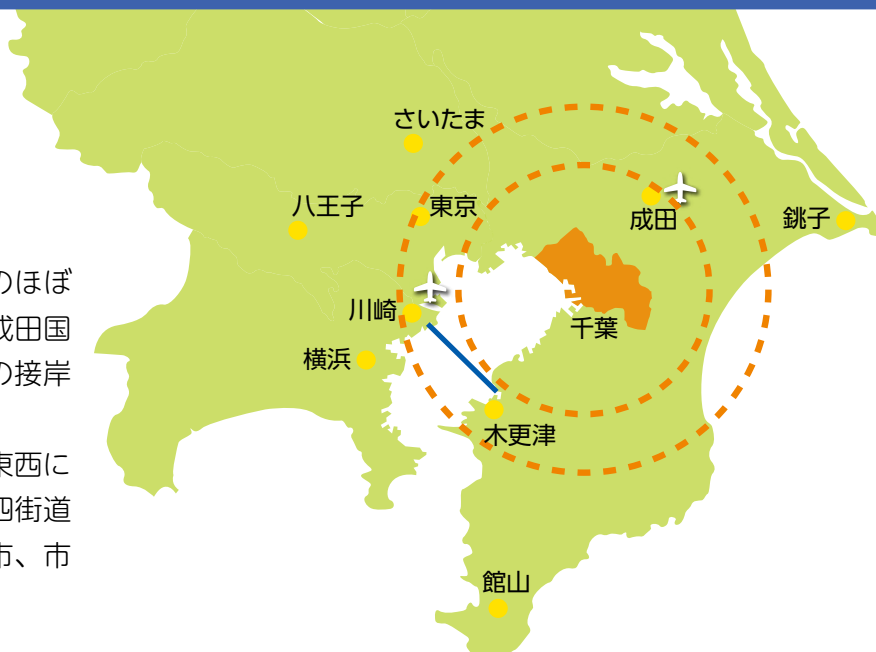 さいたま
八王子
東京
成田
銚子
のほぼ
川崎
成田国
千葉
横浜
の接岸
木更津
東西に
四街道
市、市
館山